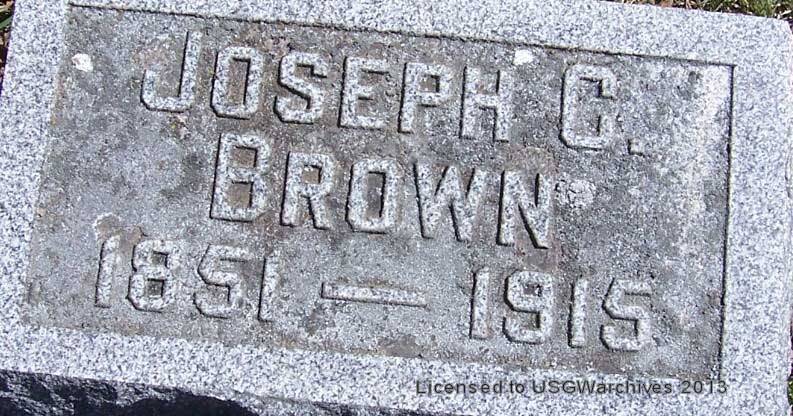 JOSEPH C.
BROWN
1851 — 1915
Licensed to USGWarchives 2013